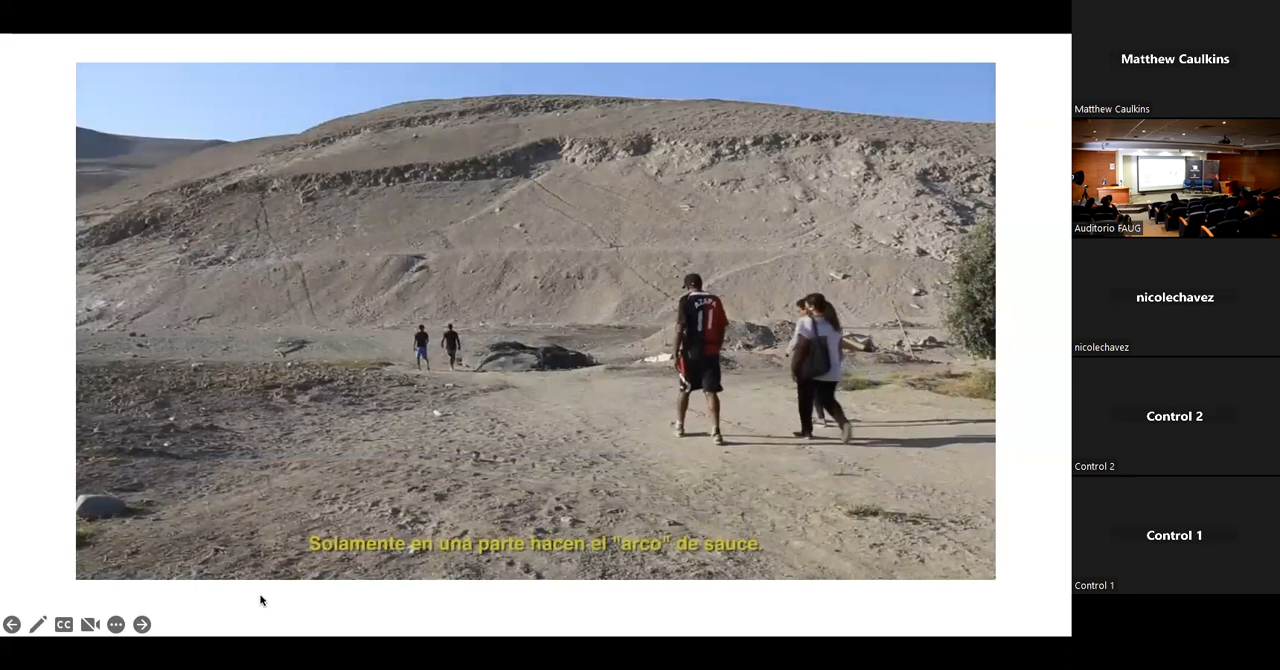 AZAPA
11
Solamente en una parte hacen el "arco" de sauce.
CC
Matthew Caulkins
Matthew Caulkins
Auditorio FAUG
nicolechavez
nicolechavez
Control 2
Control 2
Control 1
Control 1